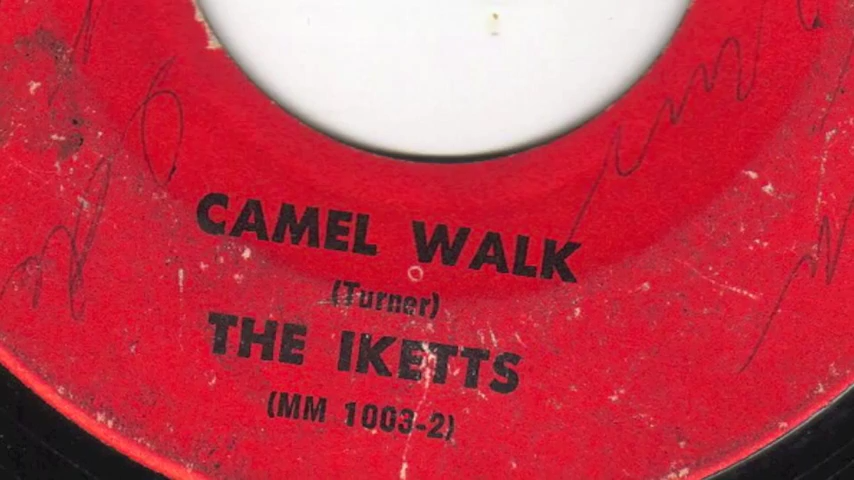 CAMEL WALK
(Turner)
THE IKETTS
(MM 1003-2)